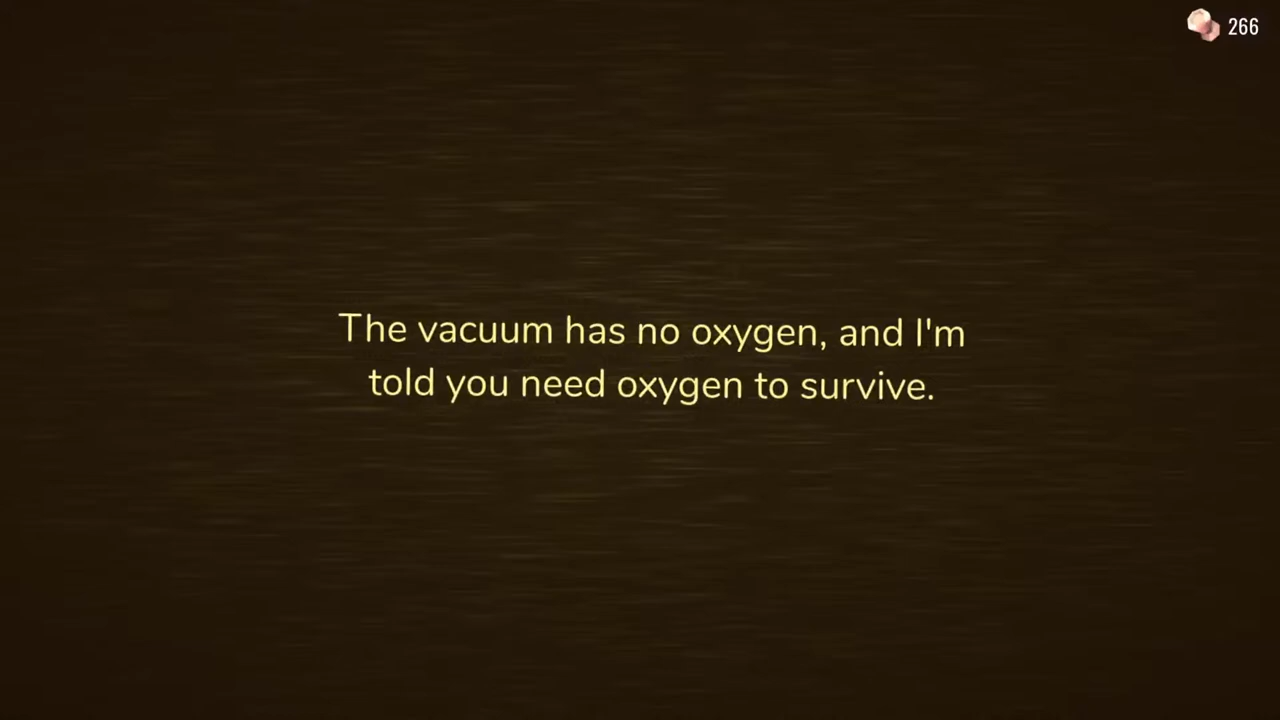 266
The vacuum has no oxygen, and I'm
told you need oxygen to survive.